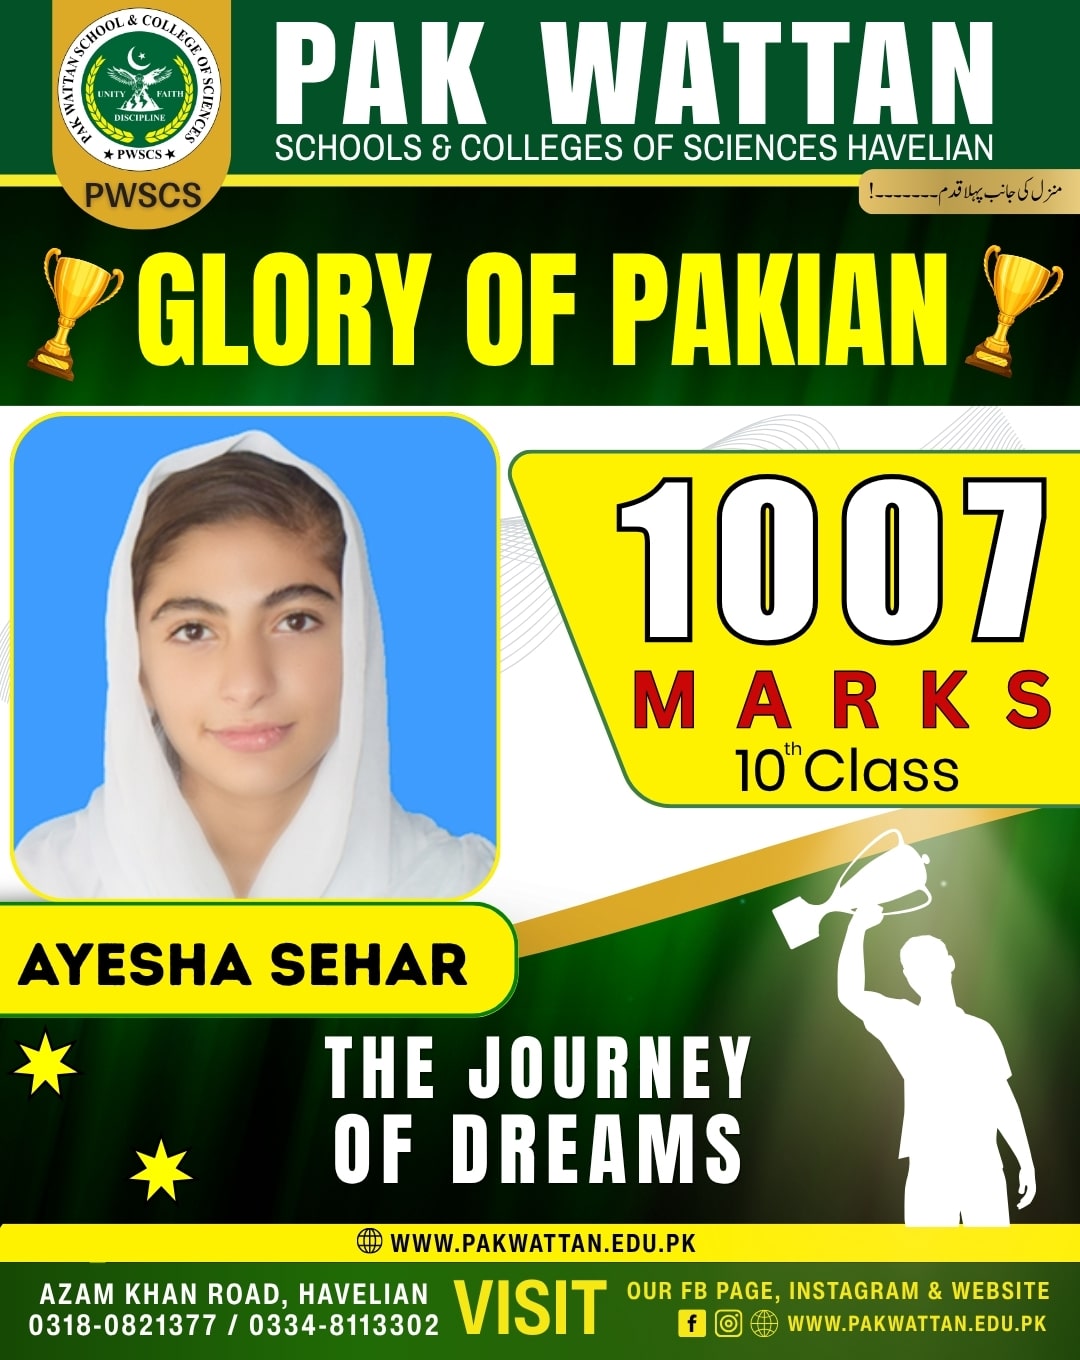 PAK WATTAN SCHOOL & COLLEGE OF SCIENCES
UNITY FAITH
DISCIPLINE
★ PWSCS ★
PWSCS
PAK WATTAN
SCHOOLS & COLLEGES OF SCIENCES HAVELIAN
منزل کی جانب پہلا قدم-------!
GLORY OF PAKIAN
1007
MARKS
10th Class
AYESHA SEHAR
THE JOURNEY
OF DREAMS
WWW.PAKWATTAN.EDU.PK
AZAM KHAN ROAD, HAVELIAN
0318-0821377 / 0334-8113302
VISIT
OUR FB PAGE, INSTAGRAM & WEBSITE
WWW.PAKWATTAN.EDU.PK